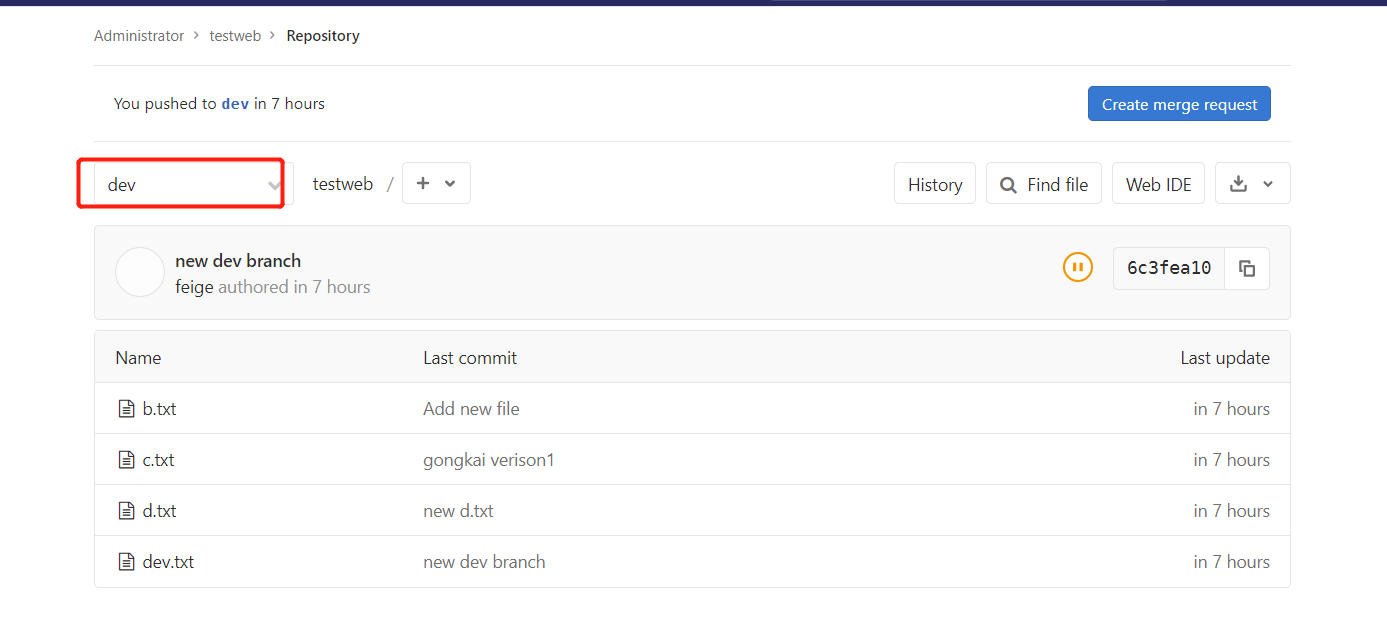 Administrator > testweb > Repository
You pushed to dev in 7 hours
Create merge request
dev
testweb / +
History
Find file
Web IDE
new dev branch
feige authored in 7 hours
6c3fea10
Name Last commit Last update
b.txt Add new file in 7 hours
c.txt gongkai verison1 in 7 hours
d.txt new d.txt in 7 hours
dev.txt new dev branch in 7 hours